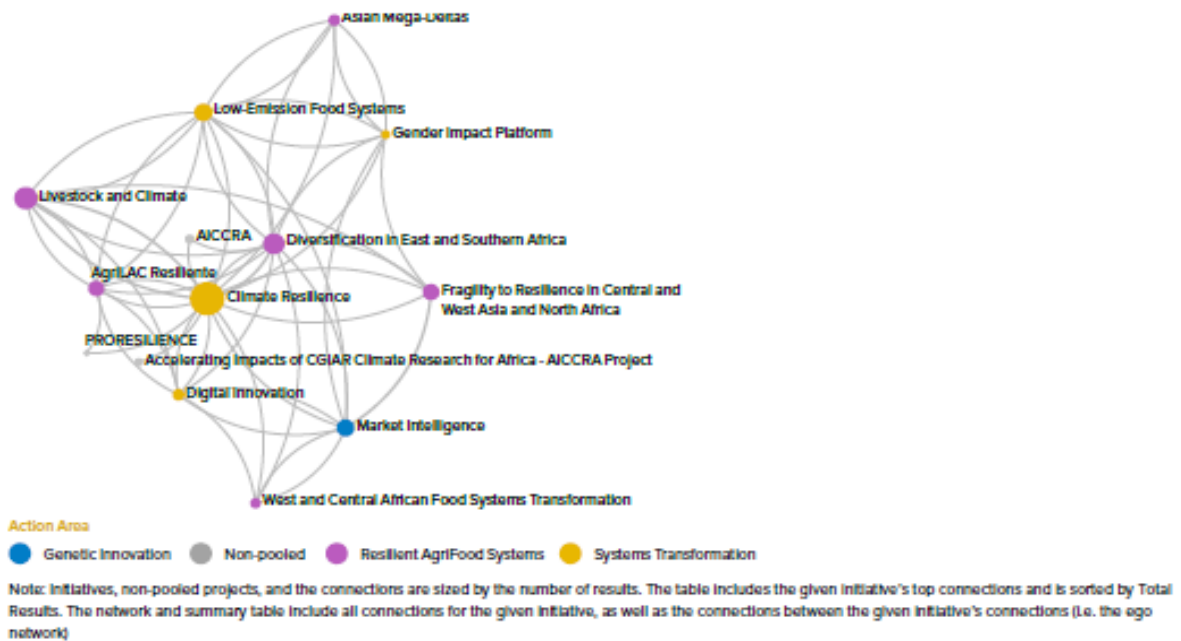 Asian Mega-Deltas
Low-Emission Food Systems
Gender Impact Platform
Livestock and Climate
AICCRA
Diversification in East and Southern Africa
AgriLAC Resiliente
Climate Resilience
Fragility to Resilience in Central and
West Asia and North Africa
PRORESILIENCE
Accelerating Impacts of CGIAR Climate Research for Africa - AICCRA Project
Digital Innovation
Market Intelligence
West and Central African Food Systems Transformation
Action Area
Genetic Innovation
Non-pooled
Resilient AgriFood Systems
Systems Transformation
Note: Initiatives, non-pooled projects, and the connections are sized by the number of results. The table includes the given initiative's top connections and is sorted by Total
Results. The network and summary table include all connections for the given initiative, as well as the connections between the given initiative's connections (i.e. the ego
network)